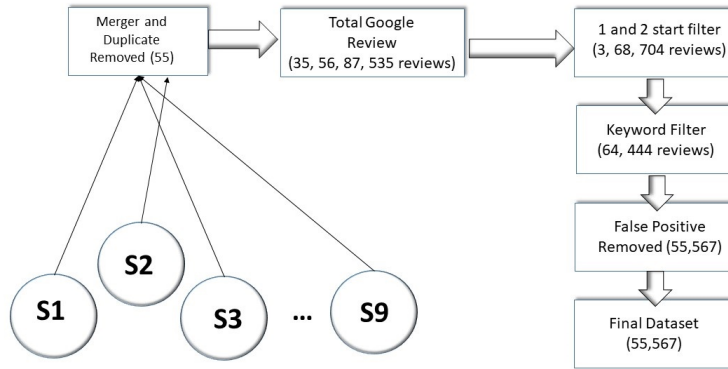 Merger and
Duplicate
Removed (55)
Total Google
Review
(35, 56, 87, 535 reviews)
1 and 2 start filter
(3, 68, 704 reviews)
Keyword Filter
(64, 444 reviews)
False Positive
Removed (55,567)
Final Dataset
(55,567)
S1
S2
S3
...
S9